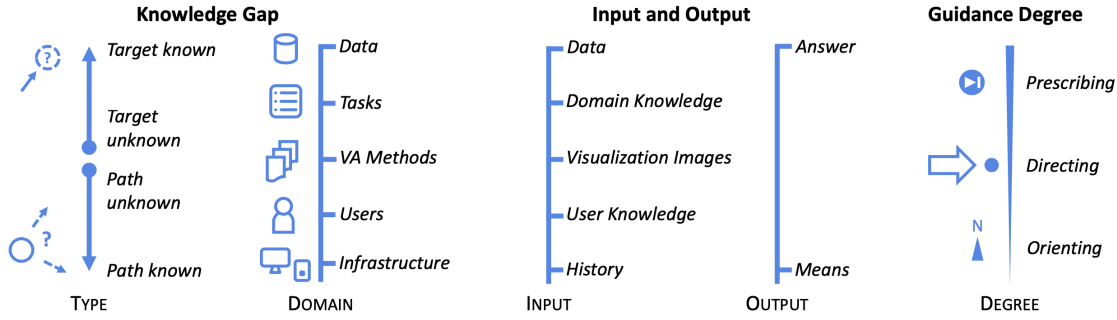 Knowledge Gap
Input and Output
Guidance Degree
?
Target known
Target
unknown
Path
unknown
?
Path known
TYPE
Data
Tasks
VA Methods
Users
Infrastructure
DOMAIN
Data
Domain Knowledge
Visualization Images
User Knowledge
History
INPUT
Answer
Means
OUTPUT
Prescribing
Directing
N
Orienting
DEGREE